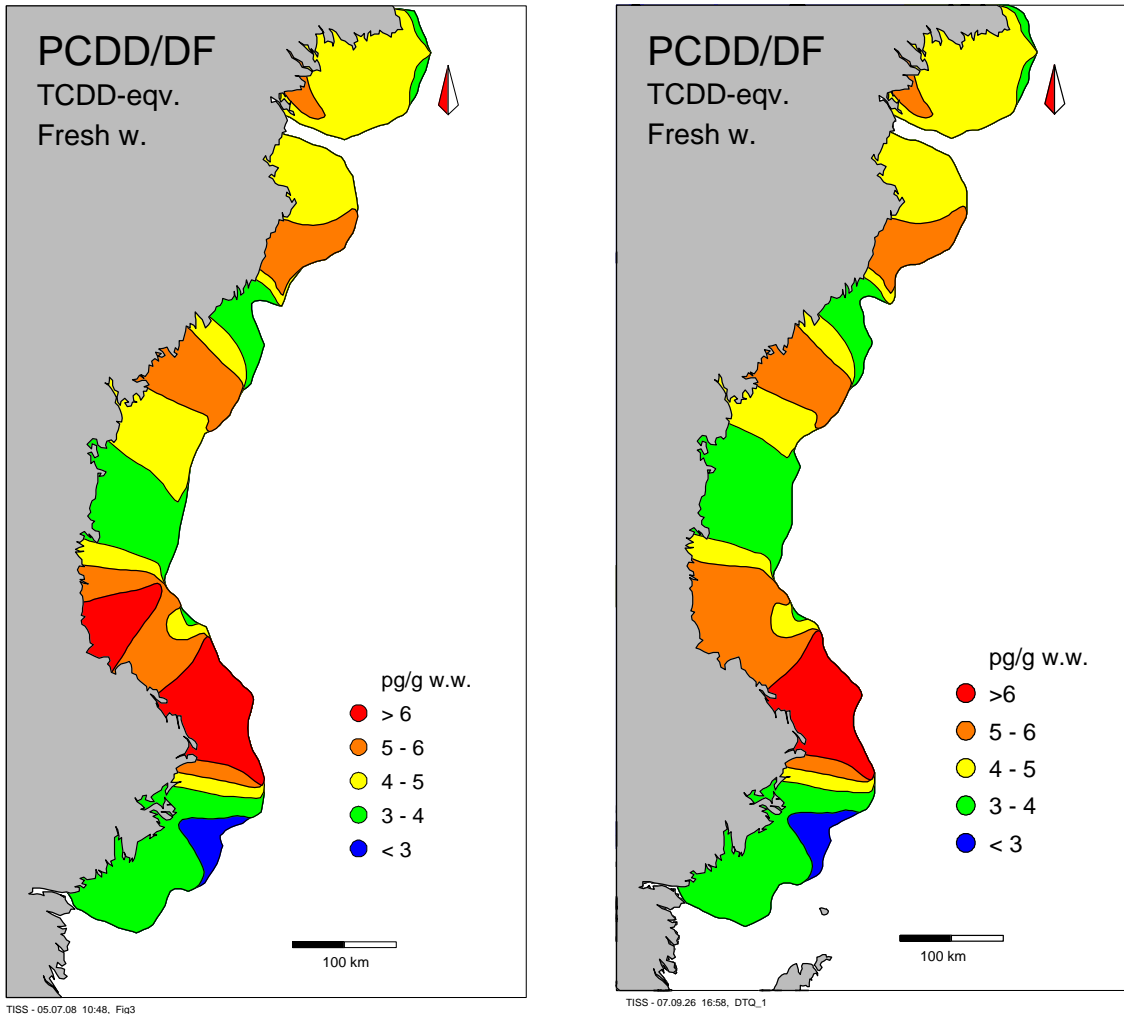 PCDD/DF
TCDD-eqv.
Fresh w.
pg/g w.w.
> 6
5 - 6
4 - 5
3 - 4
< 3
100 km
TISS - 05.07.08 10:48, Fig3
PCDD/DF
TCDD-eqv.
Fresh w.
pg/g w.w.
>6
5 - 6
4 - 5
3 - 4
< 3
100 km
TISS - 07.09.26 16:58, DTQ_1